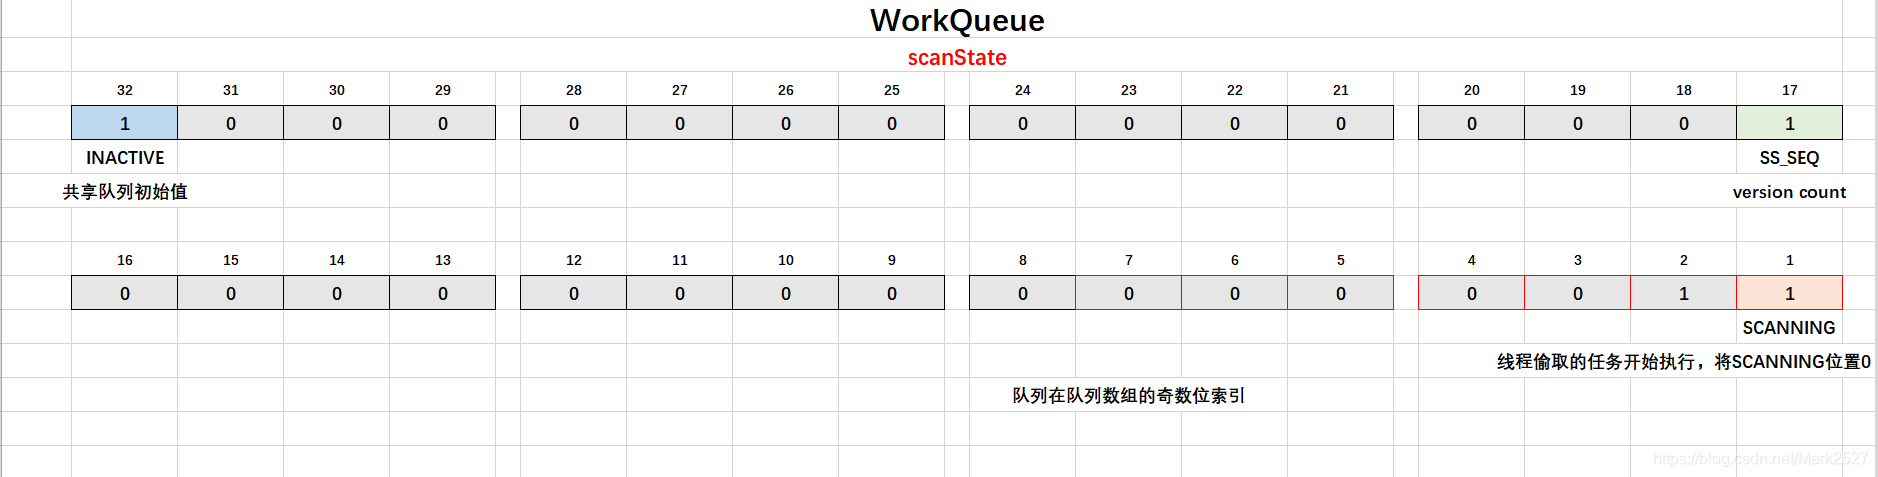 WorkQueue
scanState
32 31 30 29 28 27 26 25 24 23 22 21 20 19 18 17
1 0 0 0 0 0 0 0 0 0 0 0 0 0 0 1
INACTIVE SS_SEQ
共享队列初始值 version count
16 15 14 13 12 11 10 9 8 7 6 5 4 3 2 1
0 0 0 0 0 0 0 0 0 0 0 0 0 0 1 1
SCANNING
线程偷取的任务开始执行，将SCANNING位置0
队列在队列数组的奇数位索引
https://blog.csdn.net/Mark2527